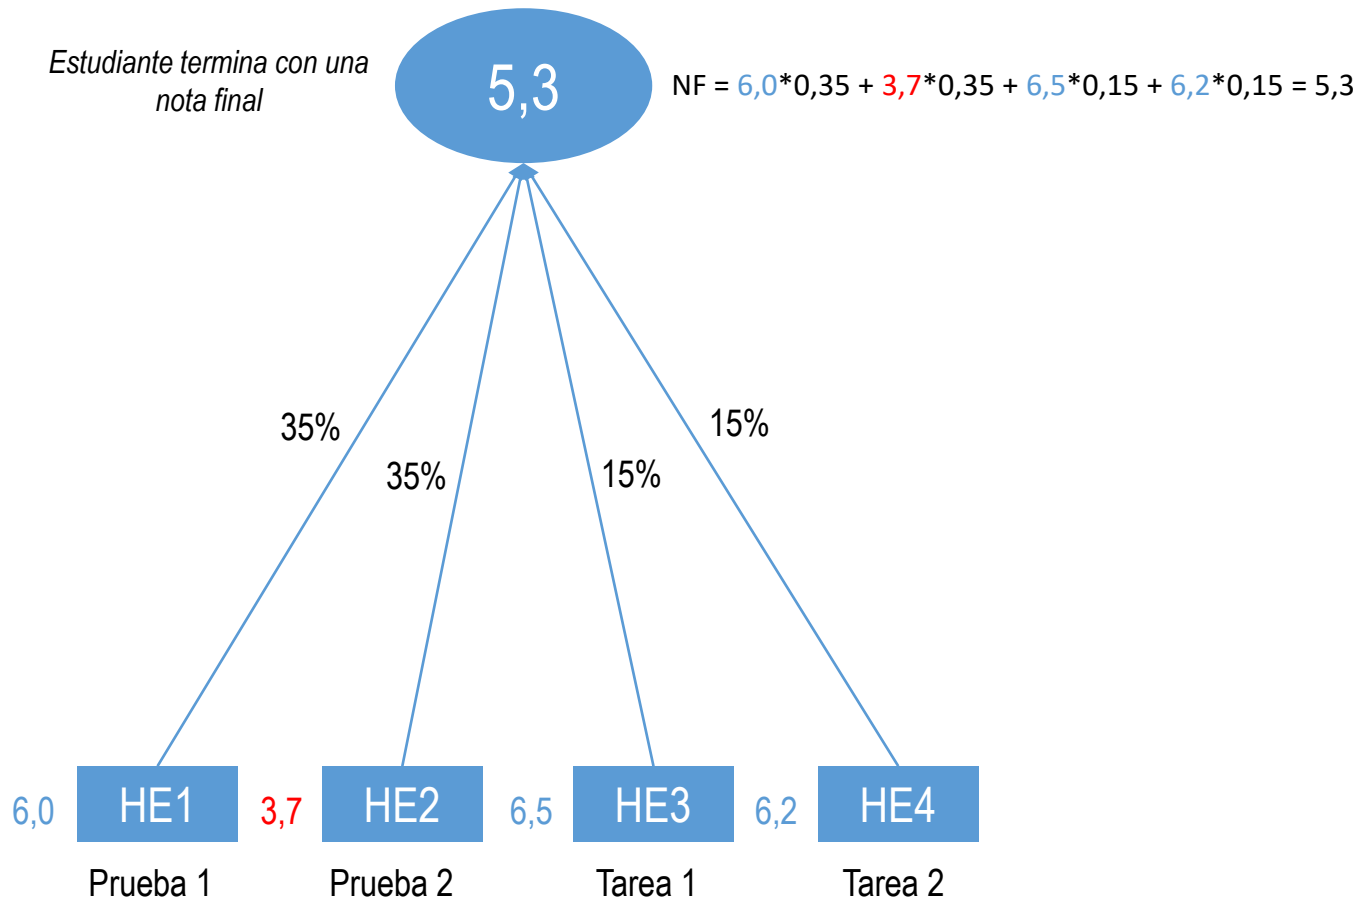 Estudiante termina con una
nota final
5,3
NF = 6,0*0,35 + 3,7*0,35 + 6,5*0,15 + 6,2*0,15 = 5,3
35%
35%
15%
15%
6,0
HE1
3,7
HE2
6,5
HE3
6,2
HE4
Prueba 1
Prueba 2
Tarea 1
Tarea 2